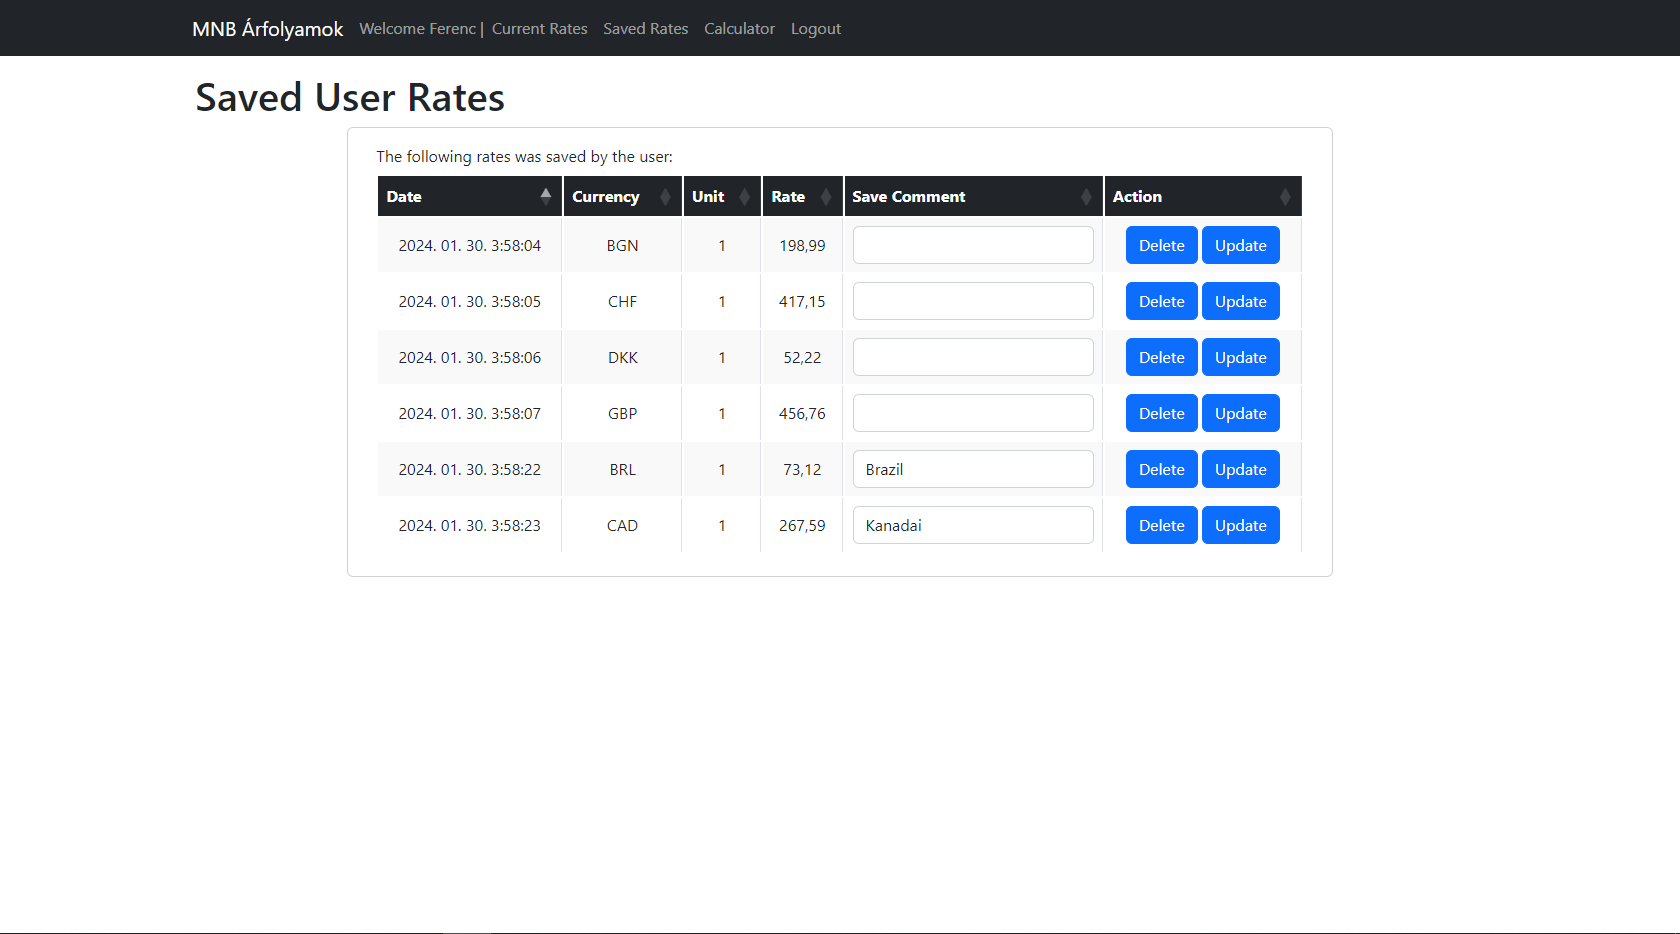 MNB Árfolyamok Welcome Ferenc | Current Rates Saved Rates Calculator Logout
Saved User Rates
The following rates was saved by the user:
Date Currency Unit Rate Save Comment Action
2024. 01. 30. 3:58:04 BGN 1 198,99 Delete Update
2024. 01. 30. 3:58:05 CHF 1 417,15 Delete Update
2024. 01. 30. 3:58:06 DKK 1 52,22 Delete Update
2024. 01. 30. 3:58:07 GBP 1 456,76 Delete Update
2024. 01. 30. 3:58:22 BRL 1 73,12 Brazil Delete Update
2024. 01. 30. 3:58:23 CAD 1 267,59 Kanadai Delete Update